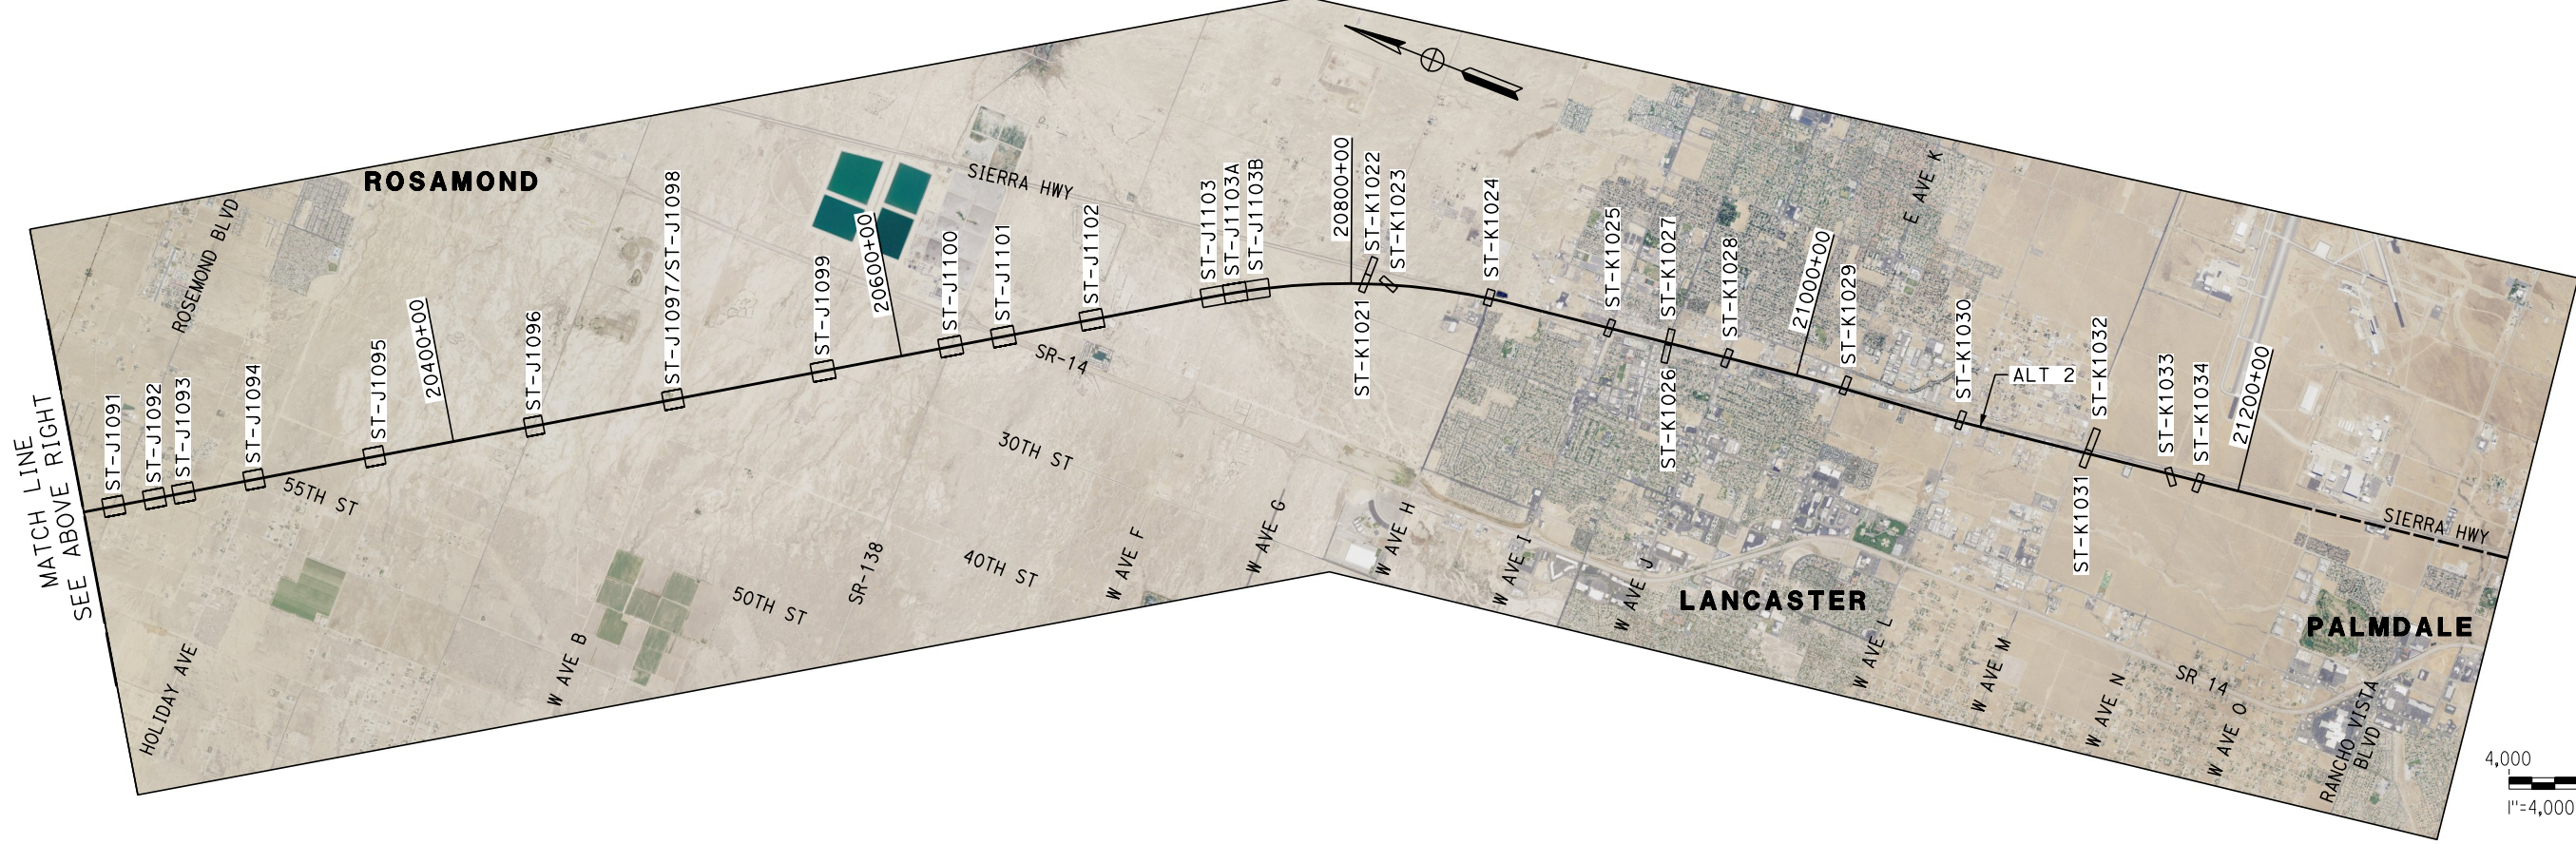 ROSAMOND
ROSEMOND BLVD
SIERRA HWY
E AVE K
MATCH LINE
SEE ABOVE RIGHT
ST-J1091
ST-J1092
ST-J1093
ST-J1094
ST-J1095
20400+00
ST-J1096
ST-J1097/ST-J1098
ST-J1099
20600+00
ST-J1100
ST-J1101
ST-J1102
ST-J1103
ST-J1103A
ST-J1103B
20800+00
ST-K1021
ST-K1022
ST-K1023
ST-K1024
ST-K1025
ST-K1026
ST-K1027
ST-K1028
21000+00
ST-K1029
ST-K1030
ALT 2
ST-K1031
ST-K1032
ST-K1033
ST-K1034
21200+00
SIERRA HWY
55TH ST
SR-14
30TH ST
40TH ST
50TH ST
SR-138
HOLIDAY AVE
W AVE B
W AVE F
W AVE G
W AVE H
W AVE I
W AVE J
LANCASTER
W AVE L
W AVE M
W AVE N
W AVE O
SR 14
PALMDALE
RANCHO VISTA
BLVD
4,000
1"=4,000